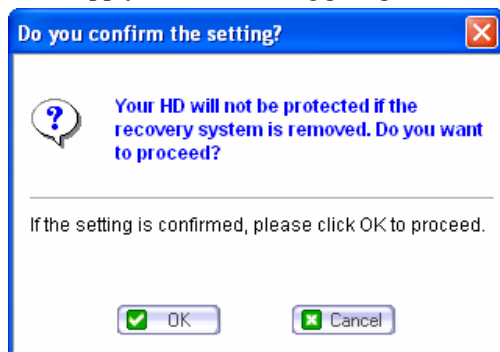 Do you confirm the setting?
Your HD will not be protected if the
recovery system is removed. Do you want
to proceed?
If the setting is confirmed, please click OK to proceed.
OK
Cancel